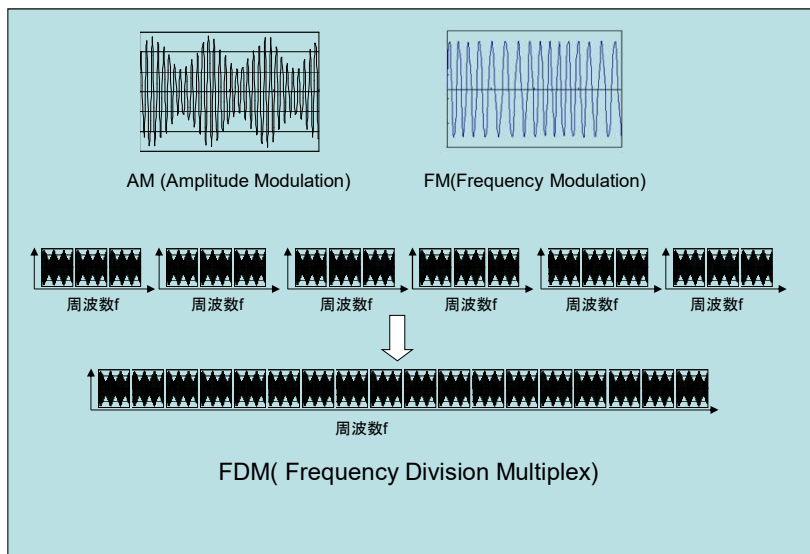 AM (Amplitude Modulation)
FM(Frequency Modulation)
周波数f
周波数f
周波数f
周波数f
周波数f
周波数f
周波数f
FDM( Frequency Division Multiplex)